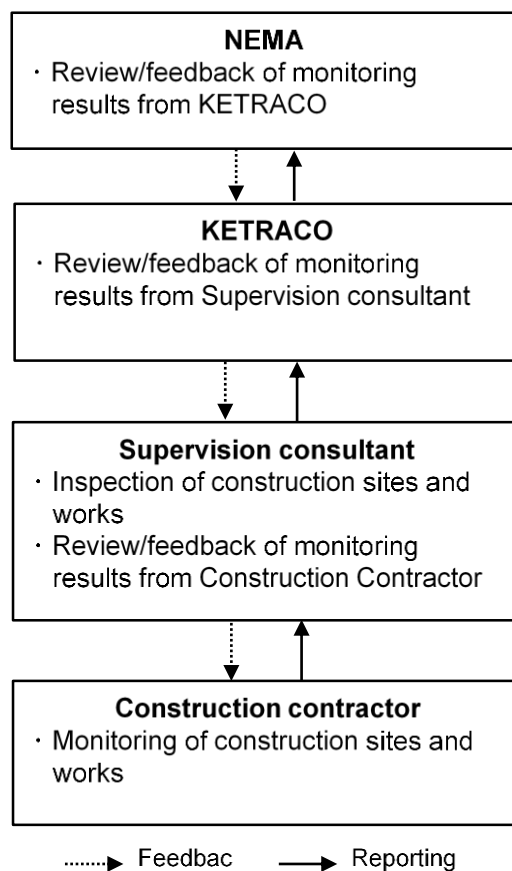 NEMA
· Review/feedback of monitoring
results from KETRACO
KETRACO
· Review/feedback of monitoring
results from Supervision consultant
Supervision consultant
· Inspection of construction sites and
works
· Review/feedback of monitoring
results from Construction Contractor
Construction contractor
· Monitoring of construction sites and
works
Feedbac Reporting